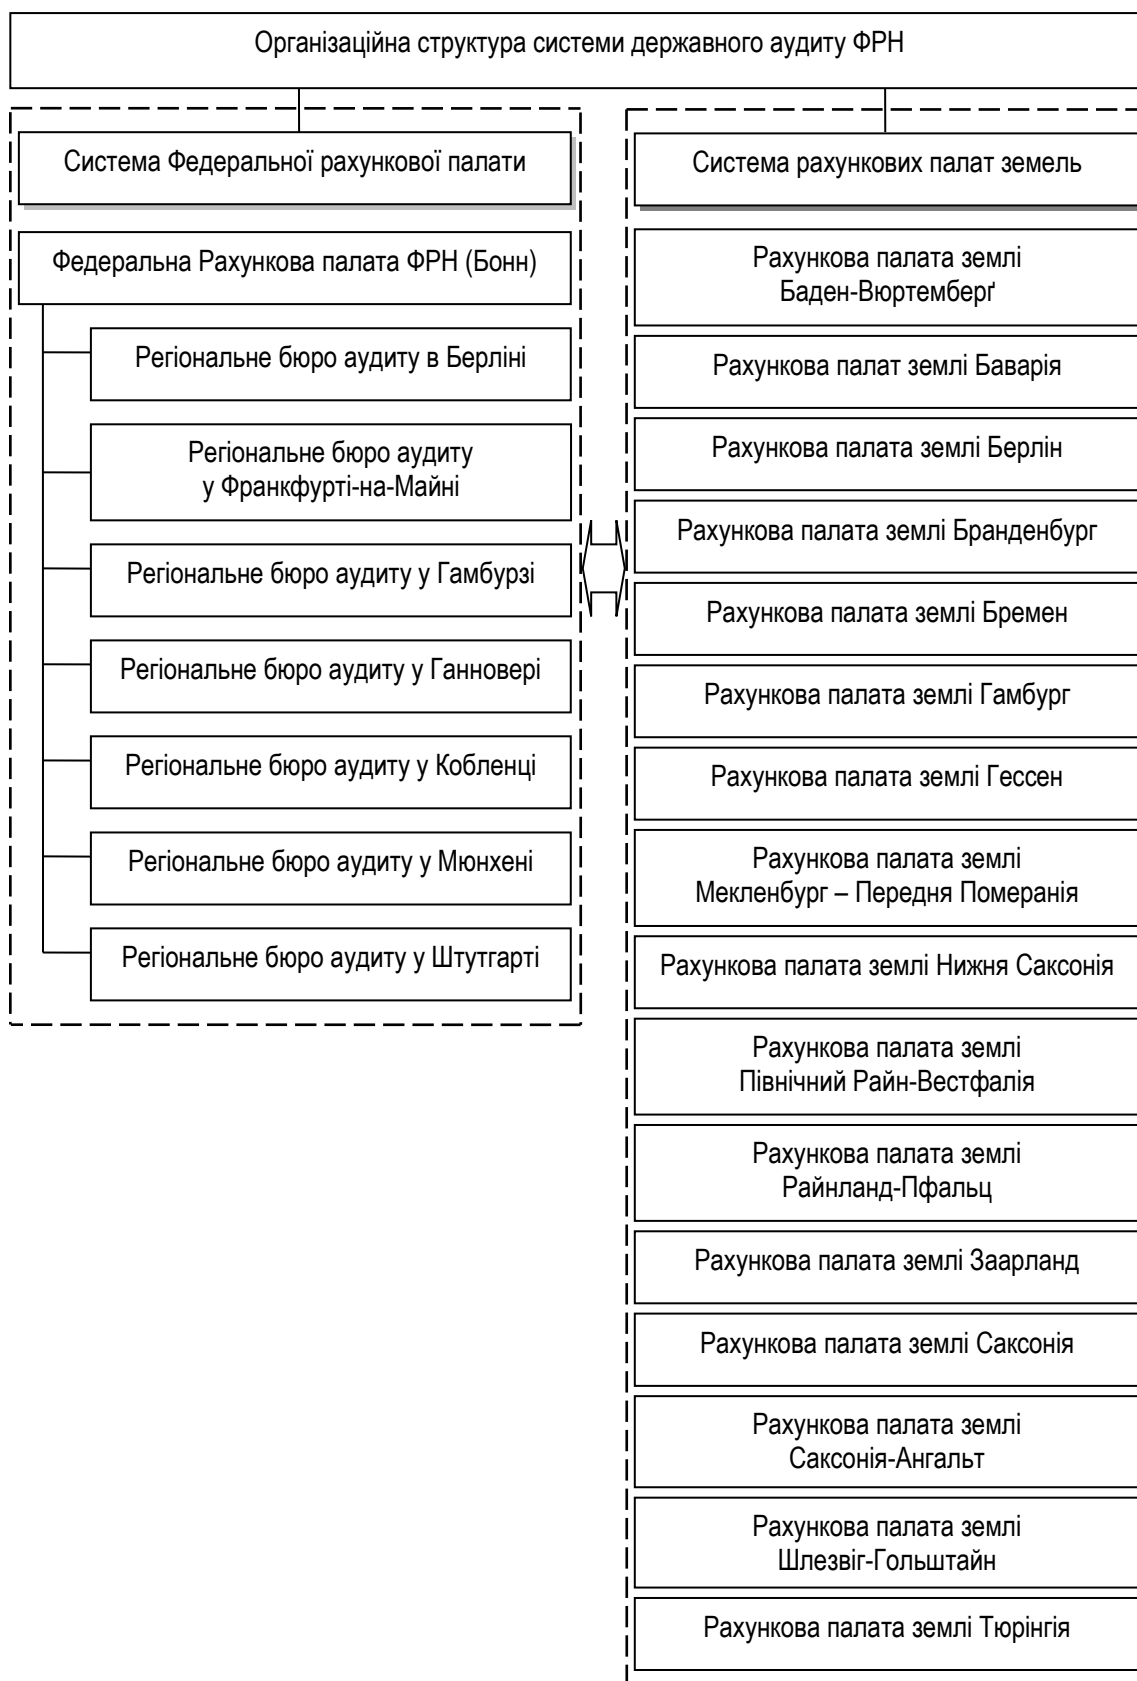 Організаційна структура системи державного аудиту ФРН
Система Федеральної рахункової палати
Федеральна Рахункова палата ФРН (Бонн)
Регіональне бюро аудиту в Берліні
Регіональне бюро аудиту
у Франкфурті-на-Майні
Регіональне бюро аудиту у Гамбурзі
Регіональне бюро аудиту у Ганновері
Регіональне бюро аудиту у Кобленці
Регіональне бюро аудиту у Мюнхені
Регіональне бюро аудиту у Штутгарті
Система рахункових палат земель
Рахункова палата землі
Баден-Вюртемберґ
Рахункова палат землі Баварія
Рахункова палата землі Берлін
Рахункова палата землі Бранденбург
Рахункова палата землі Бремен
Рахункова палата землі Гамбург
Рахункова палата землі Гессен
Рахункова палата землі
Мекленбург – Передня Померанія
Рахункова палата землі Нижня Саксонія
Рахункова палата землі
Північний Райн-Вестфалія
Рахункова палата землі
Райнланд-Пфальц
Рахункова палата землі Заарланд
Рахункова палата землі Саксонія
Рахункова палата землі
Саксонія-Ангальт
Рахункова палата землі
Шлезвіг-Гольштайн
Рахункова палата землі Тюрінгія